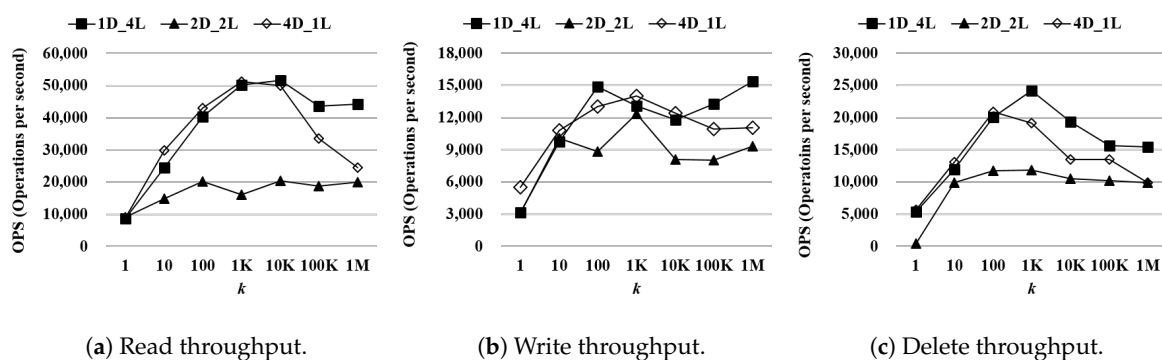 1D_4L 2D_2L 4D_1L
OPS (Operations per second)
60,000
50,000
40,000
30,000
20,000
10,000
0
1 10 100 1K 10K 100K 1M
k
(a) Read throughput.
1D_4L 2D_2L 4D_1L
OPS (Operations per second)
18,000
15,000
12,000
9,000
6,000
3,000
0
1 10 100 1K 10K 100K 1M
k
(b) Write throughput.
1D_4L 2D_2L 4D_1L
OPS (Operatoins per second)
30,000
25,000
20,000
15,000
10,000
5,000
0
1 10 100 1K 10K 100K 1M
k
(c) Delete throughput.